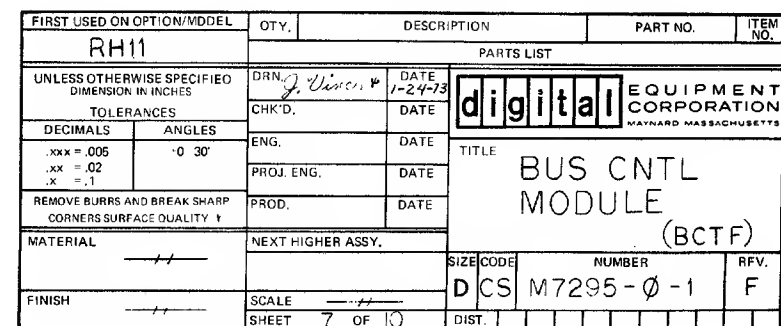 FIRST USED ON OPTION/MODEL
RH11
QTY. DESCRIPTION PART NO. ITEM NO.
PARTS LIST
UNLESS OTHERWISE SPECIFIED
DIMENSION IN INCHES
TOLERANCES
DECIMALS ANGLES
.xxx = .005 ·0 30'
.xx = .02
.x = .1
REMOVE BURRS AND BREAK SHARP
CORNERS SURFACE QUALITY
MATERIAL
FINISH
DRN. DATE
1-24-73
CHK'D. DATE
ENG. DATE
PROJ. ENG. DATE
PROD. DATE
NEXT HIGHER ASSY.
SCALE
SHEET 7 OF 10
digital EQUIPMENT
CORPORATION
MAYNARD MASSACHUSETTS
TITLE
BUS CNTL
MODULE
(BCTF)
SIZE CODE NUMBER REV.
D CS M7295-Ø-1 F
DIST.